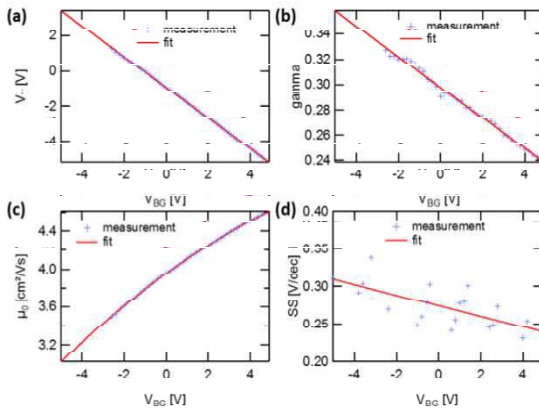 (a)
measurement
fit
2
0
-2
-4
[V]
-4 -2 0 2 4
(b)
measurement
fit
0.34
0.32
0.30
0.28
0.26
0.24
gamma
-4 -2 0 2 4
(c)
V_BG [V]
measurement
fit
4.4
4.0
3.6
3.2
μ₀ [cm²/Vs]
-4 -2 0 2 4
V_BG [V]
(d)
V_BG [V]
measurement
fit
0.40
0.35
0.30
0.25
0.20
SS [V/cec]
-4 -2 0 2 4
V_BG [V]